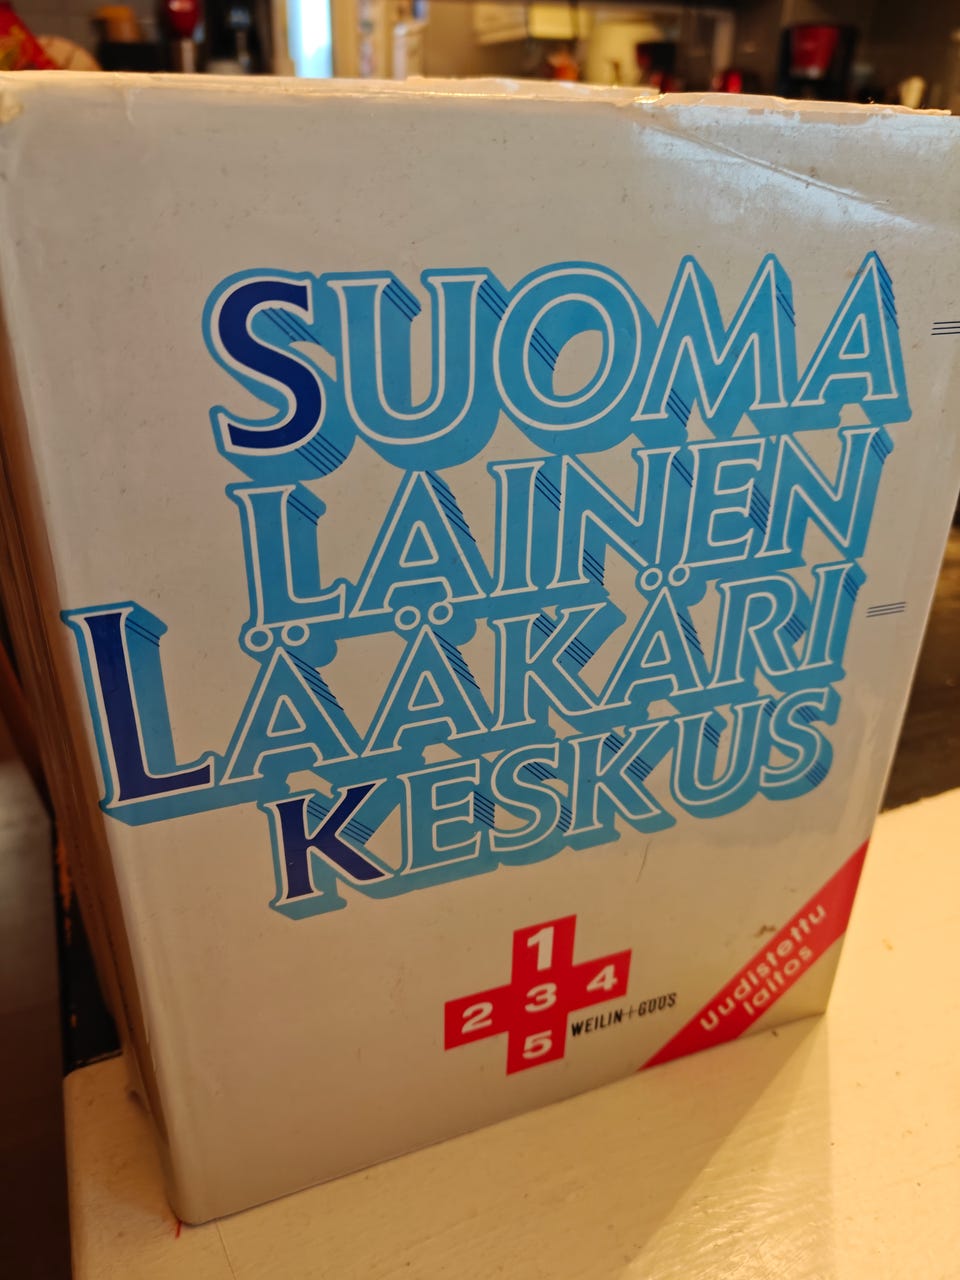 SUOMA
LAINEN
LÄÄKÄRI
KESKUS
1
2 3 4
5
WEILIN+GÖÖS
Uudistettu
laitos